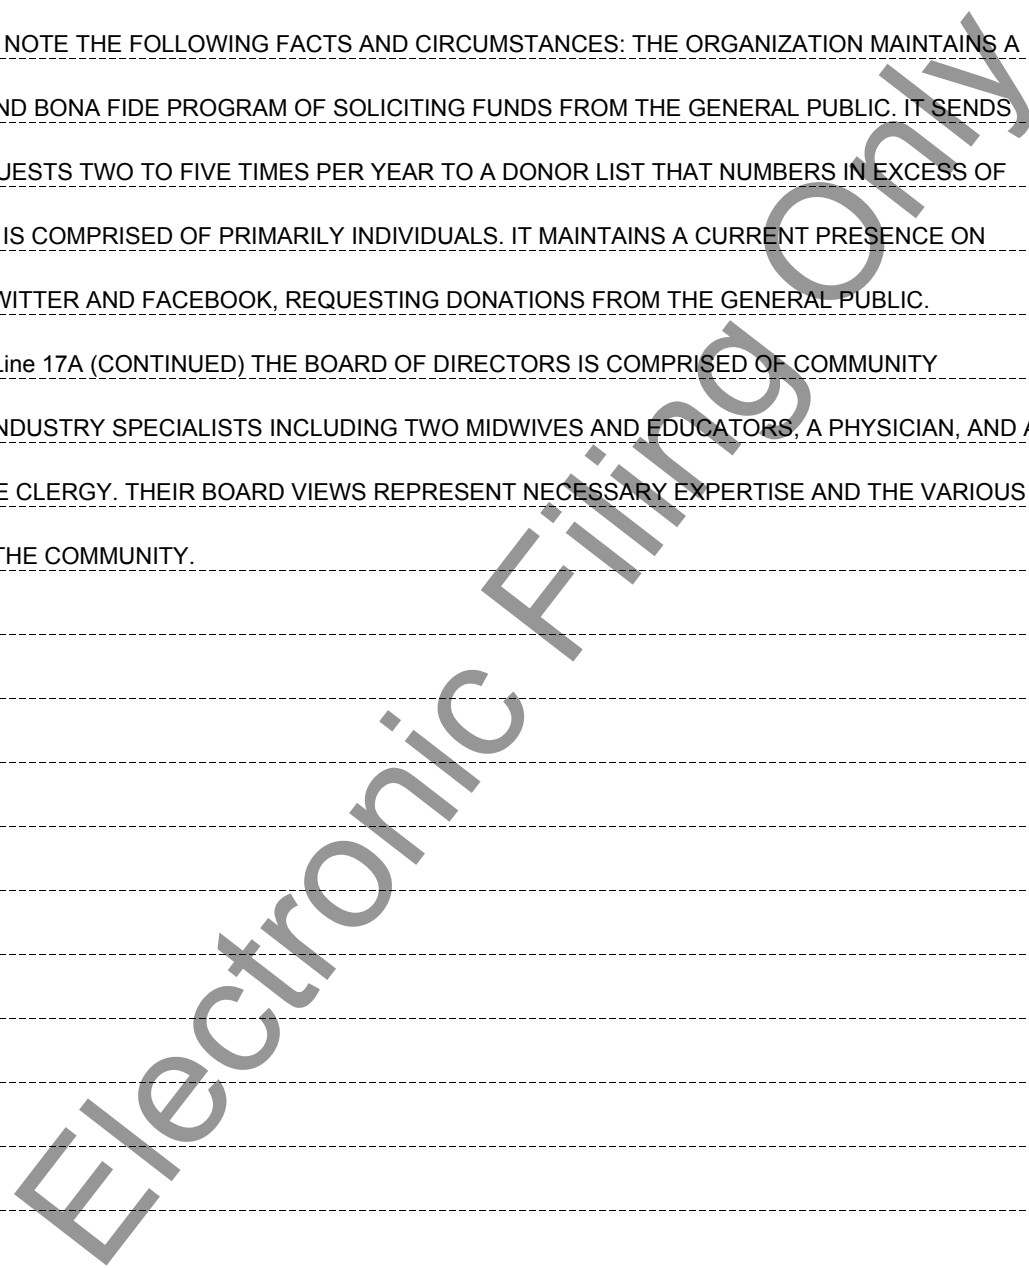 NOTE THE FOLLOWING FACTS AND CIRCUMSTANCES: THE ORGANIZATION MAINTAINS A
ND BONA FIDE PROGRAM OF SOLICITING FUNDS FROM THE GENERAL PUBLIC. IT SENDS
UESTS TWO TO FIVE TIMES PER YEAR TO A DONOR LIST THAT NUMBERS IN EXCESS OF
IS COMPRISED OF PRIMARILY INDIVIDUALS. IT MAINTAINS A CURRENT PRESENCE ON
WITTER AND FACEBOOK, REQUESTING DONATIONS FROM THE GENERAL PUBLIC.
Line 17A (CONTINUED) THE BOARD OF DIRECTORS IS COMPRISED OF COMMUNITY
NDUSTRY SPECIALISTS INCLUDING TWO MIDWIVES AND EDUCATORS, A PHYSICIAN, AND A
E CLERGY. THEIR BOARD VIEWS REPRESENT NECESSARY EXPERTISE AND THE VARIOUS
THE COMMUNITY.
Electronic Filing Only